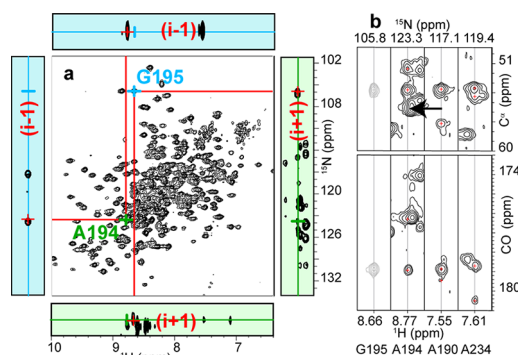 (i-1)
a
G195
A194
(i-1)
(i+1)
(i+1)
102
108
120
126
132
¹⁵N (ppm)
10
9
8
7
b
¹⁵N (ppm)
105.8 123.3 117.1 119.4
51
Cα (ppm)
60
174
CO (ppm)
180
8.66 8.77 7.55 7.61
¹H (ppm)
G195 A194 A190 A234